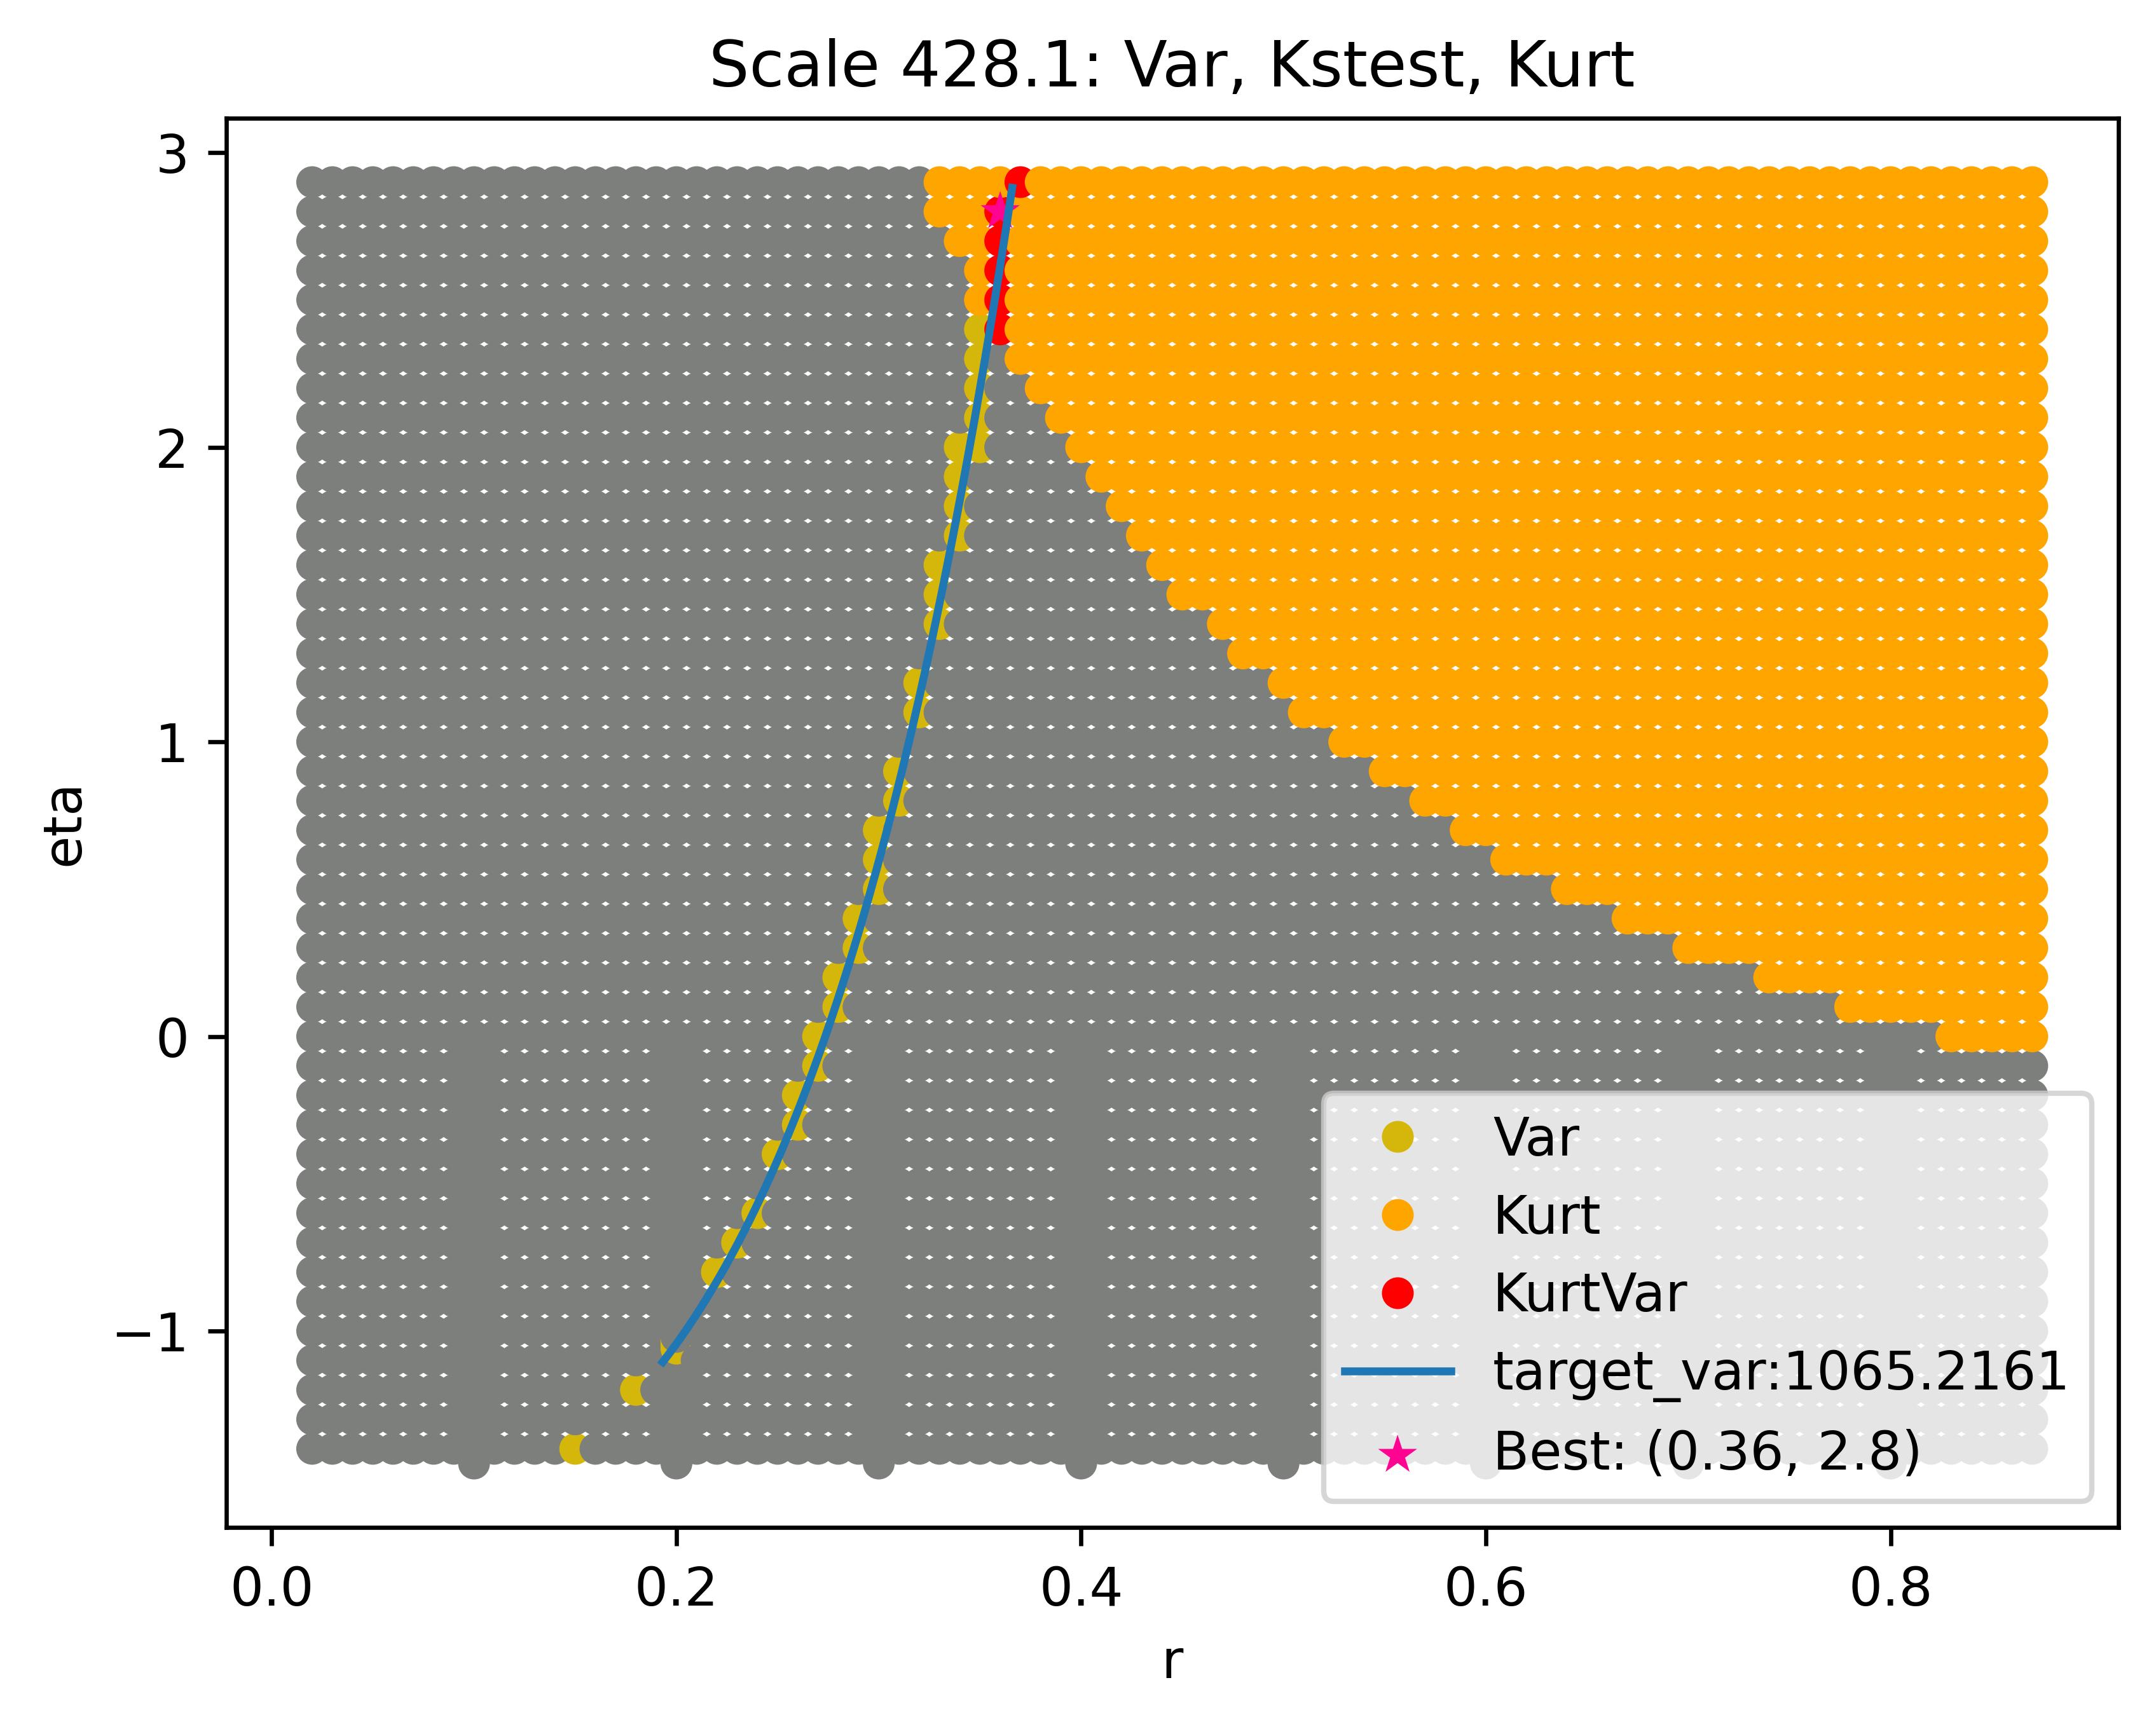 Scale 428.1: Var, Kstest, Kurt
3
2
1
0
−1
eta
Var
Kurt
KurtVar
target_var:1065.2161
Best: (0.36, 2.8)
0.0 0.2 0.4 0.6 0.8
r